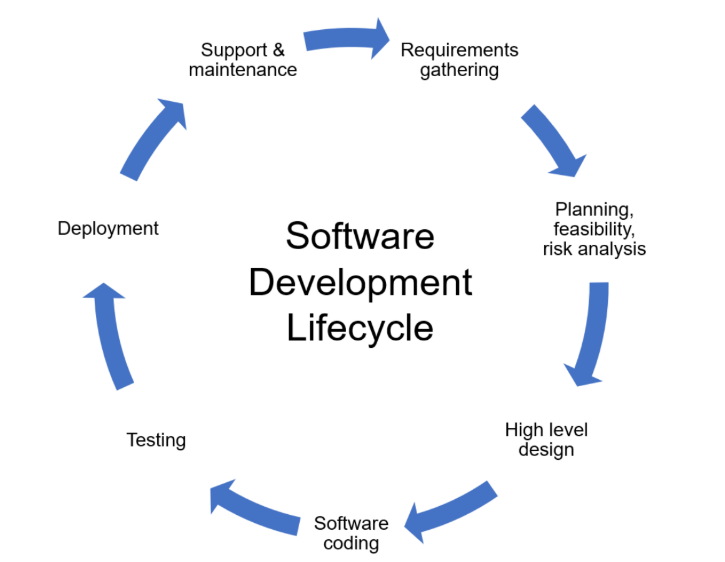 Support &
maintenance
Requirements
gathering
Planning,
feasibility,
risk analysis
High level
design
Software
coding
Testing
Deployment
Software
Development
Lifecycle